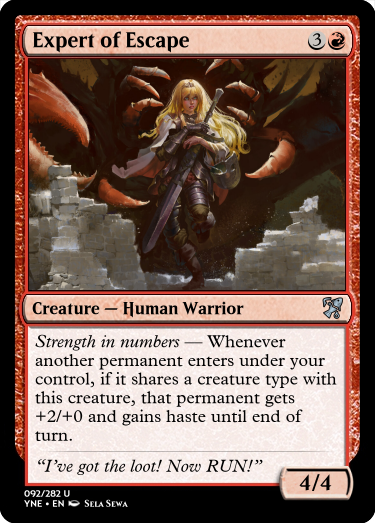 Expert of Escape 3
Creature — Human Warrior
Strength in numbers — Whenever
another permanent enters under your
control, if it shares a creature type with
this creature, that permanent gets
+2/+0 and gains haste until end of
turn.
“I’ve got the loot! Now RUN!”
4/4
092/282 U
YNE • EN Sela Sewa